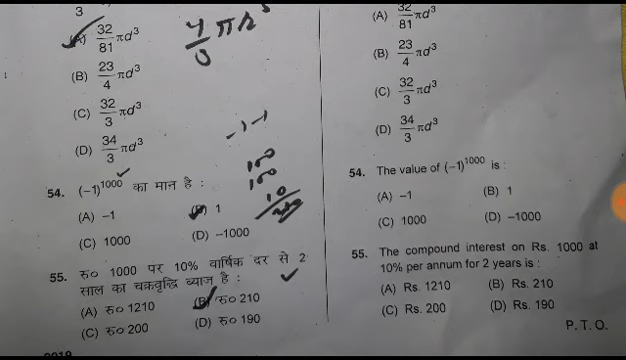 3
(A) 32/81 πd³
(B) 23/4 πd³
(C) 32/3 πd³
(D) 34/3 πd³
54. (−1)¹⁰⁰⁰ का मान है :
(A) −1 (B) 1
(C) 1000 (D) −1000
55. रु० 1000 पर 10% वार्षिक दर से 2
साल का चक्रवृद्धि ब्याज है :
(A) रु० 1210 (B) रु० 210
(C) रु० 200 (D) रु० 190
100
100
10
(A) 32/81 πd³
(B) 23/4 πd³
(C) 32/3 πd³
(D) 34/3 πd³
54. The value of (−1)¹⁰⁰⁰ is :
(A) −1 (B) 1
(C) 1000 (D) −1000
55. The compound interest on Rs. 1000 at
10% per annum for 2 years is :
(A) Rs. 1210 (B) Rs. 210
(C) Rs. 200 (D) Rs. 190
P. T. O.